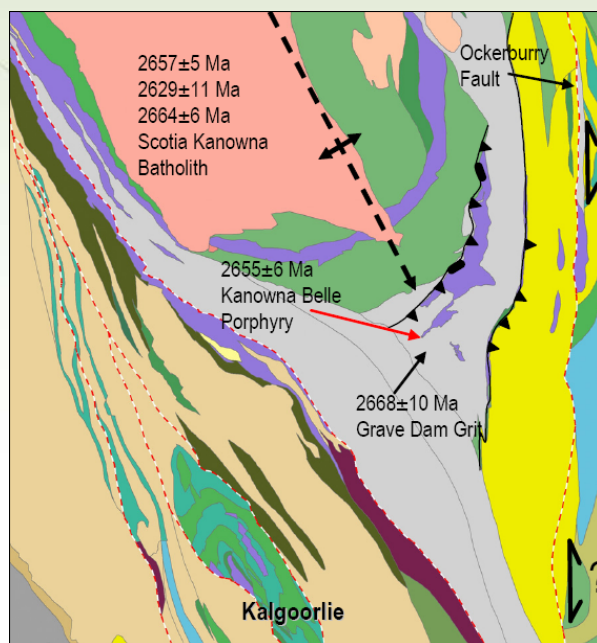 2657±5 Ma
2629±11 Ma
2664±6 Ma
Scotia Kanowna
Batholith
Ockerburry
Fault
2655±6 Ma
Kanowna Belle
Porphyry
2668±10 Ma
Grave Dam Grit
Kalgoorlie